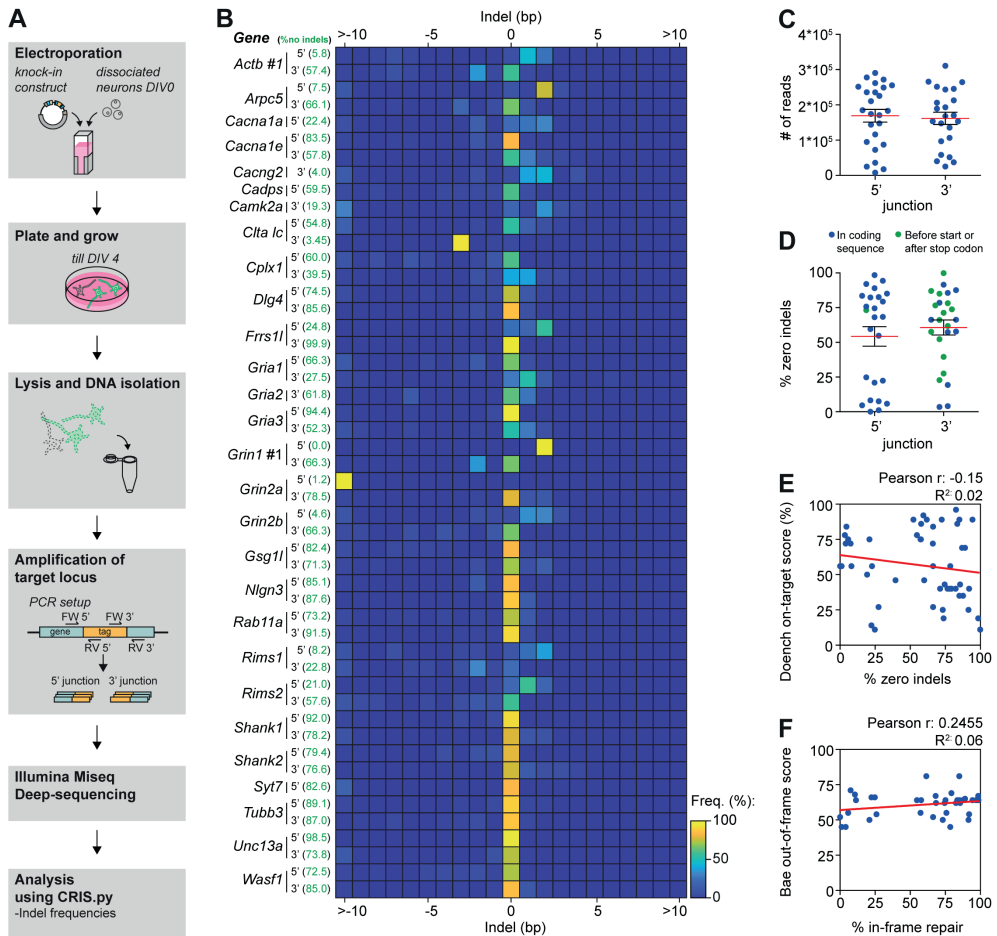 A
Electroporation
knock-in
construct
dissociated
neurons DIV0
Plate and grow
till DIV 4
Lysis and DNA isolation
Amplification of
target locus
PCR setup
FW 5' FW 3'
gene tag
RV 5' RV 3'
5' junction 3' junction
Illumina Miseq
Deep-sequencing
Analysis
using CRIS.py
-Indel frequencies
B
Indel (bp)
Gene (%no indels)
>-10 -5 0 5 >10
Actb #1 5' (5.8)
3' (57.4)
Arpc5 5' (7.5)
3' (66.1)
Cacna1a 5' (22.4)
Cacna1e 5' (83.5)
3' (57.8)
Cacng2 3' (4.0)
Cadps 5' (59.5)
Camk2a 3' (19.3)
Clta lc 5' (54.8)
3' (3.45)
Cplx1 5' (60.0)
3' (39.5)
Dlg4 5' (74.5)
3' (85.6)
Frrs1l 5' (24.8)
3' (99.9)
Gria1 5' (66.3)
3' (27.5)
Gria2 3' (61.8)
Gria3 5' (94.4)
3' (52.3)
Grin1 #1 5' (0.0)
3' (66.3)
Grin2a 5' (1.2)
3' (78.5)
Grin2b 5' (4.6)
3' (66.3)
Gsg1l 5' (82.4)
3' (71.3)
Nlgn3 5' (85.1)
3' (87.6)
Rab11a 5' (73.2)
3' (91.5)
Rims1 5' (8.2)
3' (22.8)
Rims2 5' (21.0)
3' (57.6)
Shank1 5' (92.0)
3' (78.2)
Shank2 5' (79.4)
3' (76.6)
Syt7 5' (82.6)
Tubb3 5' (89.1)
3' (87.0)
Unc13a 5' (98.5)
3' (73.8)
Wasf1 5' (72.5)
3' (85.0)
>-10 -5 0 5 >10
Indel (bp)
Freq. (%):
100
50
0
C
# of reads
4*10⁵
3*10⁵
2*10⁵
1*10⁵
0
5' 3'
junction
D
In coding
sequence
Before start or
after stop codon
% zero indels
100
75
50
25
0
5' 3'
junction
E
Pearson r: -0.15
R²: 0.02
Doench on-target score (%)
100
75
50
25
0
0 25 50 75 100
% zero indels
F
Pearson r: 0.2455
R²: 0.06
Bae out-of-frame score
100
75
50
25
0
0 25 50 75 100
% in-frame repair